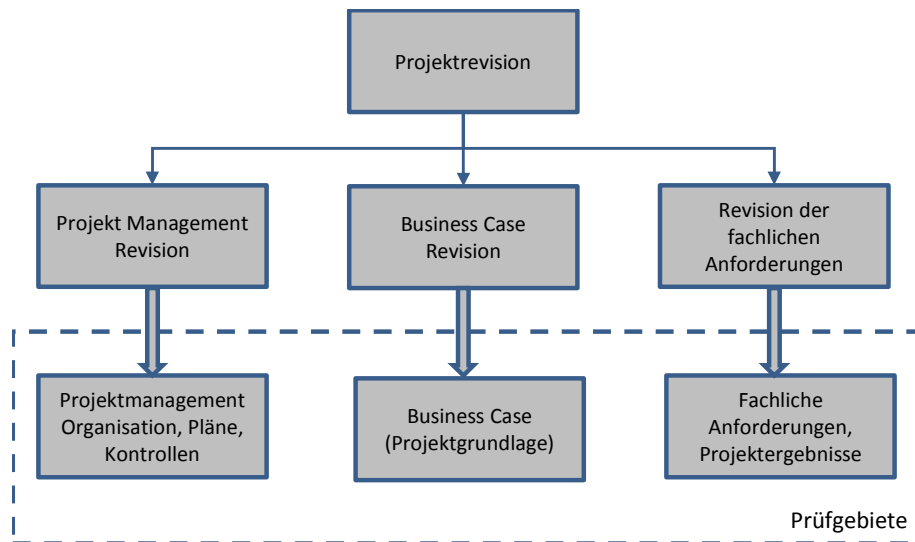 Projektrevision
Projekt Management
Revision
Business Case
Revision
Revision der
fachlichen
Anforderungen
Projektmanagement
Organisation, Pläne,
Kontrollen
Business Case
(Projektgrundlage)
Fachliche
Anforderungen,
Projektergebnisse
Prüfgebiete